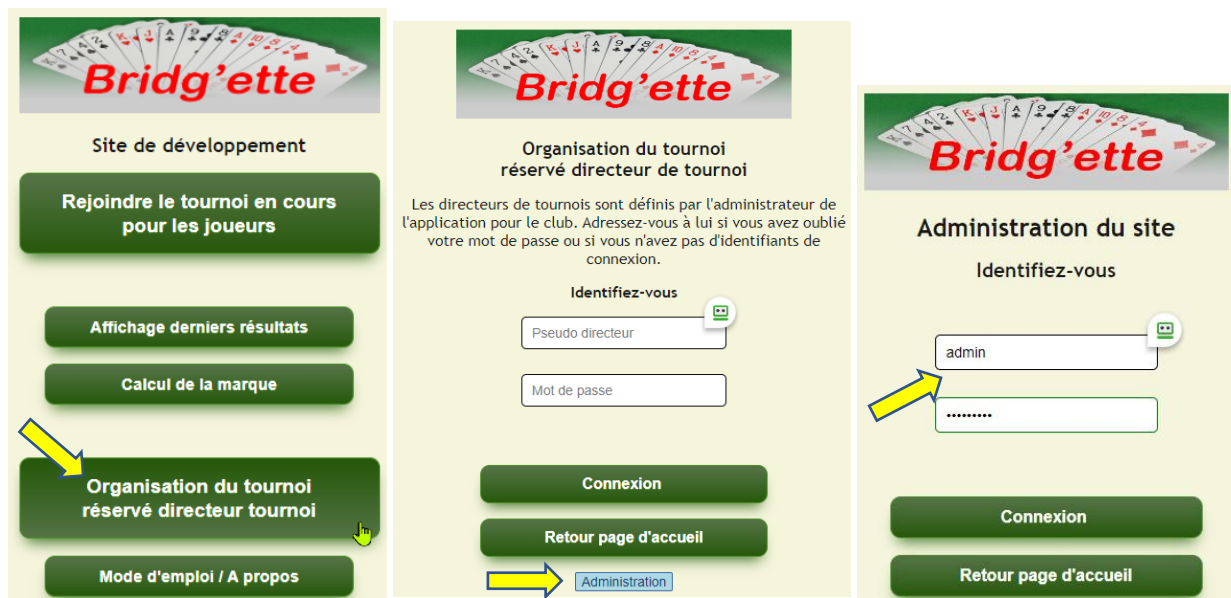 Bridg'ette
Site de développement
Rejoindre le tournoi en cours
pour les joueurs
Affichage derniers résultats
Calcul de la marque
Organisation du tournoi
réservé directeur tournoi
Mode d'emploi / A propos
Bridg'ette
Organisation du tournoi
réservé directeur de tournoi
Les directeurs de tournois sont définis par l'administrateur de
l'application pour le club. Adressez-vous à lui si vous avez oublié
votre mot de passe ou si vous n'avez pas d'identifiants de
connexion.
Identifiez-vous
Pseudo directeur
Mot de passe
Connexion
Retour page d'accueil
Administration
Bridg'ette
Administration du site
Identifiez-vous
admin
•••••••••
Connexion
Retour page d'accueil